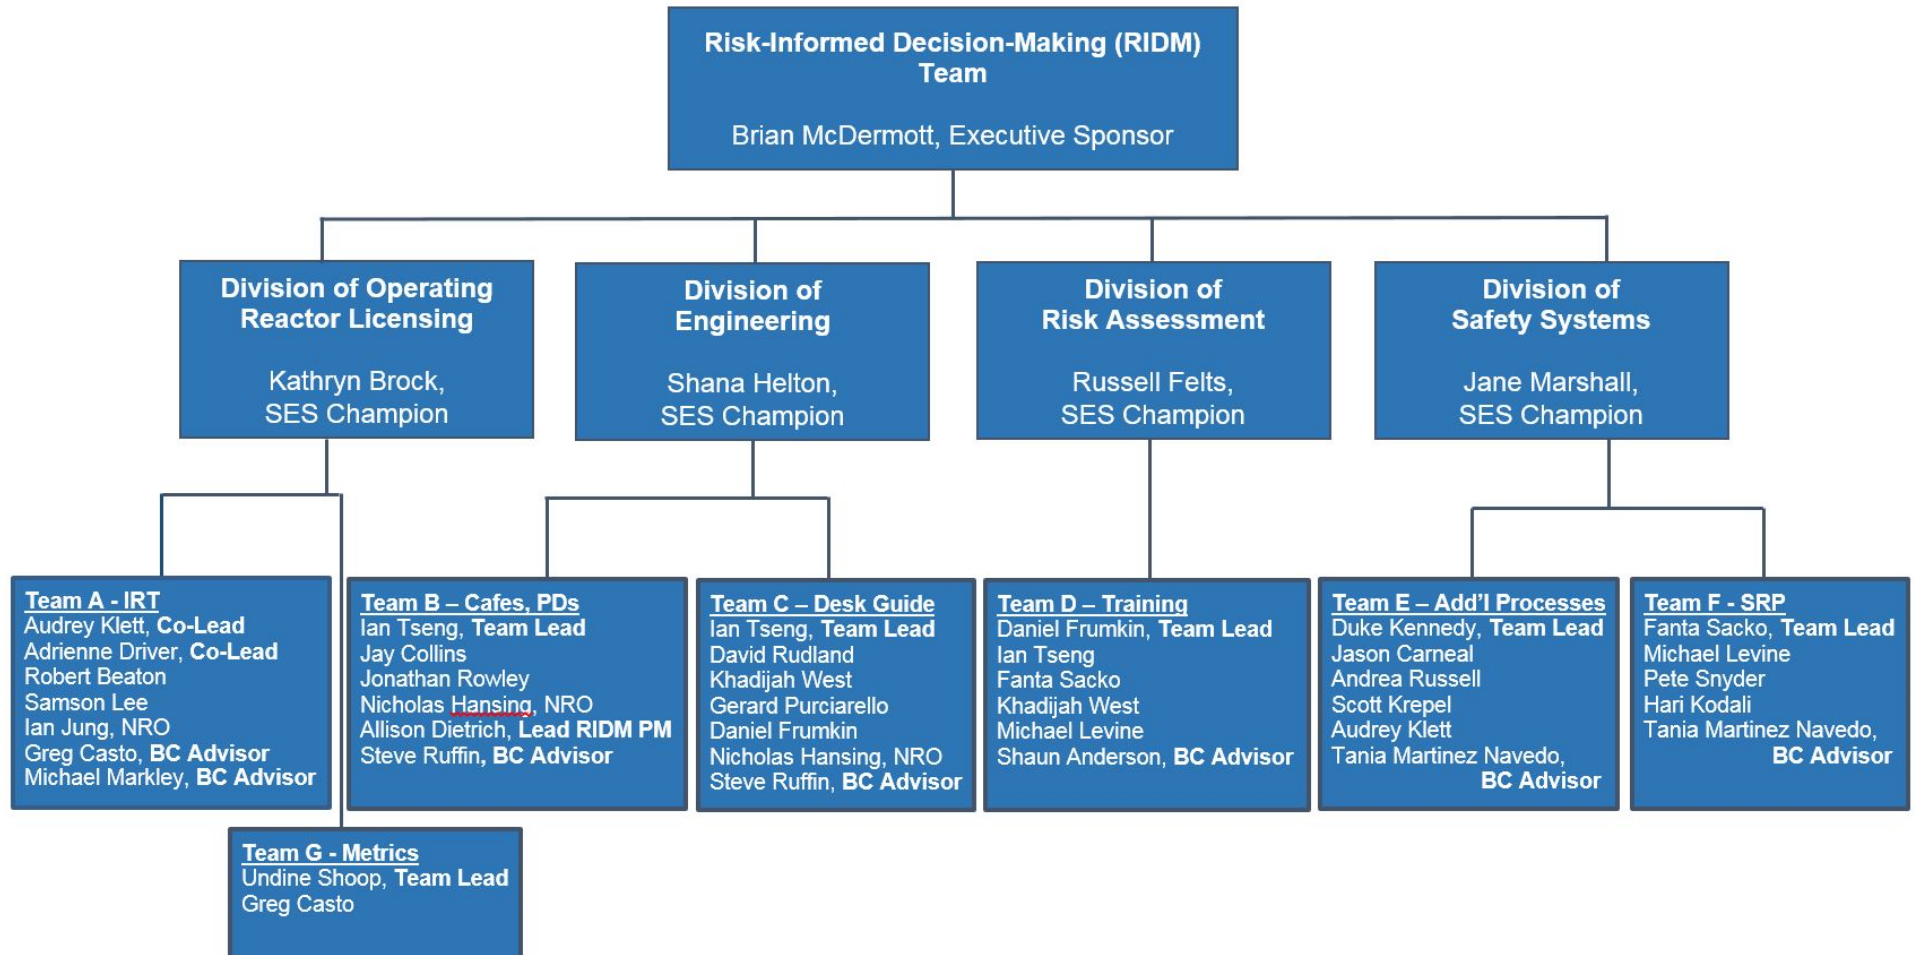 Risk-Informed Decision-Making (RIDM)
Team
Brian McDermott, Executive Sponsor
Division of Operating
Reactor Licensing
Kathryn Brock,
SES Champion
Division of
Engineering
Shana Helton,
SES Champion
Division of
Risk Assessment
Russell Felts,
SES Champion
Division of
Safety Systems
Jane Marshall,
SES Champion
Team A - IRT
Audrey Klett, Co-Lead
Adrienne Driver, Co-Lead
Robert Beaton
Samson Lee
Ian Jung, NRO
Greg Casto, BC Advisor
Michael Markley, BC Advisor
Team B – Cafes, PDs
Ian Tseng, Team Lead
Jay Collins
Jonathan Rowley
Nicholas Hansing, NRO
Allison Dietrich, Lead RIDM PM
Steve Ruffin, BC Advisor
Team C – Desk Guide
Ian Tseng, Team Lead
David Rudland
Khadijah West
Gerard Purciarello
Daniel Frumkin
Nicholas Hansing, NRO
Steve Ruffin, BC Advisor
Team D – Training
Daniel Frumkin, Team Lead
Ian Tseng
Fanta Sacko
Khadijah West
Michael Levine
Shaun Anderson, BC Advisor
Team E – Add’l Processes
Duke Kennedy, Team Lead
Jason Carneal
Andrea Russell
Scott Krepel
Audrey Klett
Tania Martinez Navedo,
BC Advisor
Team F - SRP
Fanta Sacko, Team Lead
Michael Levine
Pete Snyder
Hari Kodali
Tania Martinez Navedo,
BC Advisor
Team G - Metrics
Undine Shoop, Team Lead
Greg Casto